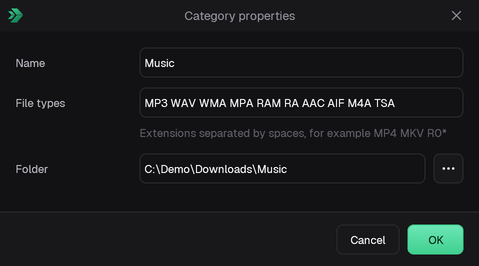 Category properties
Name
Music
File types
MP3 WAV WMA MPA RAM RA AAC AIF M4A TSA
Extensions separated by spaces, for example MP4 MKV R0*
Folder
C:\Demo\Downloads\Music
Cancel
OK